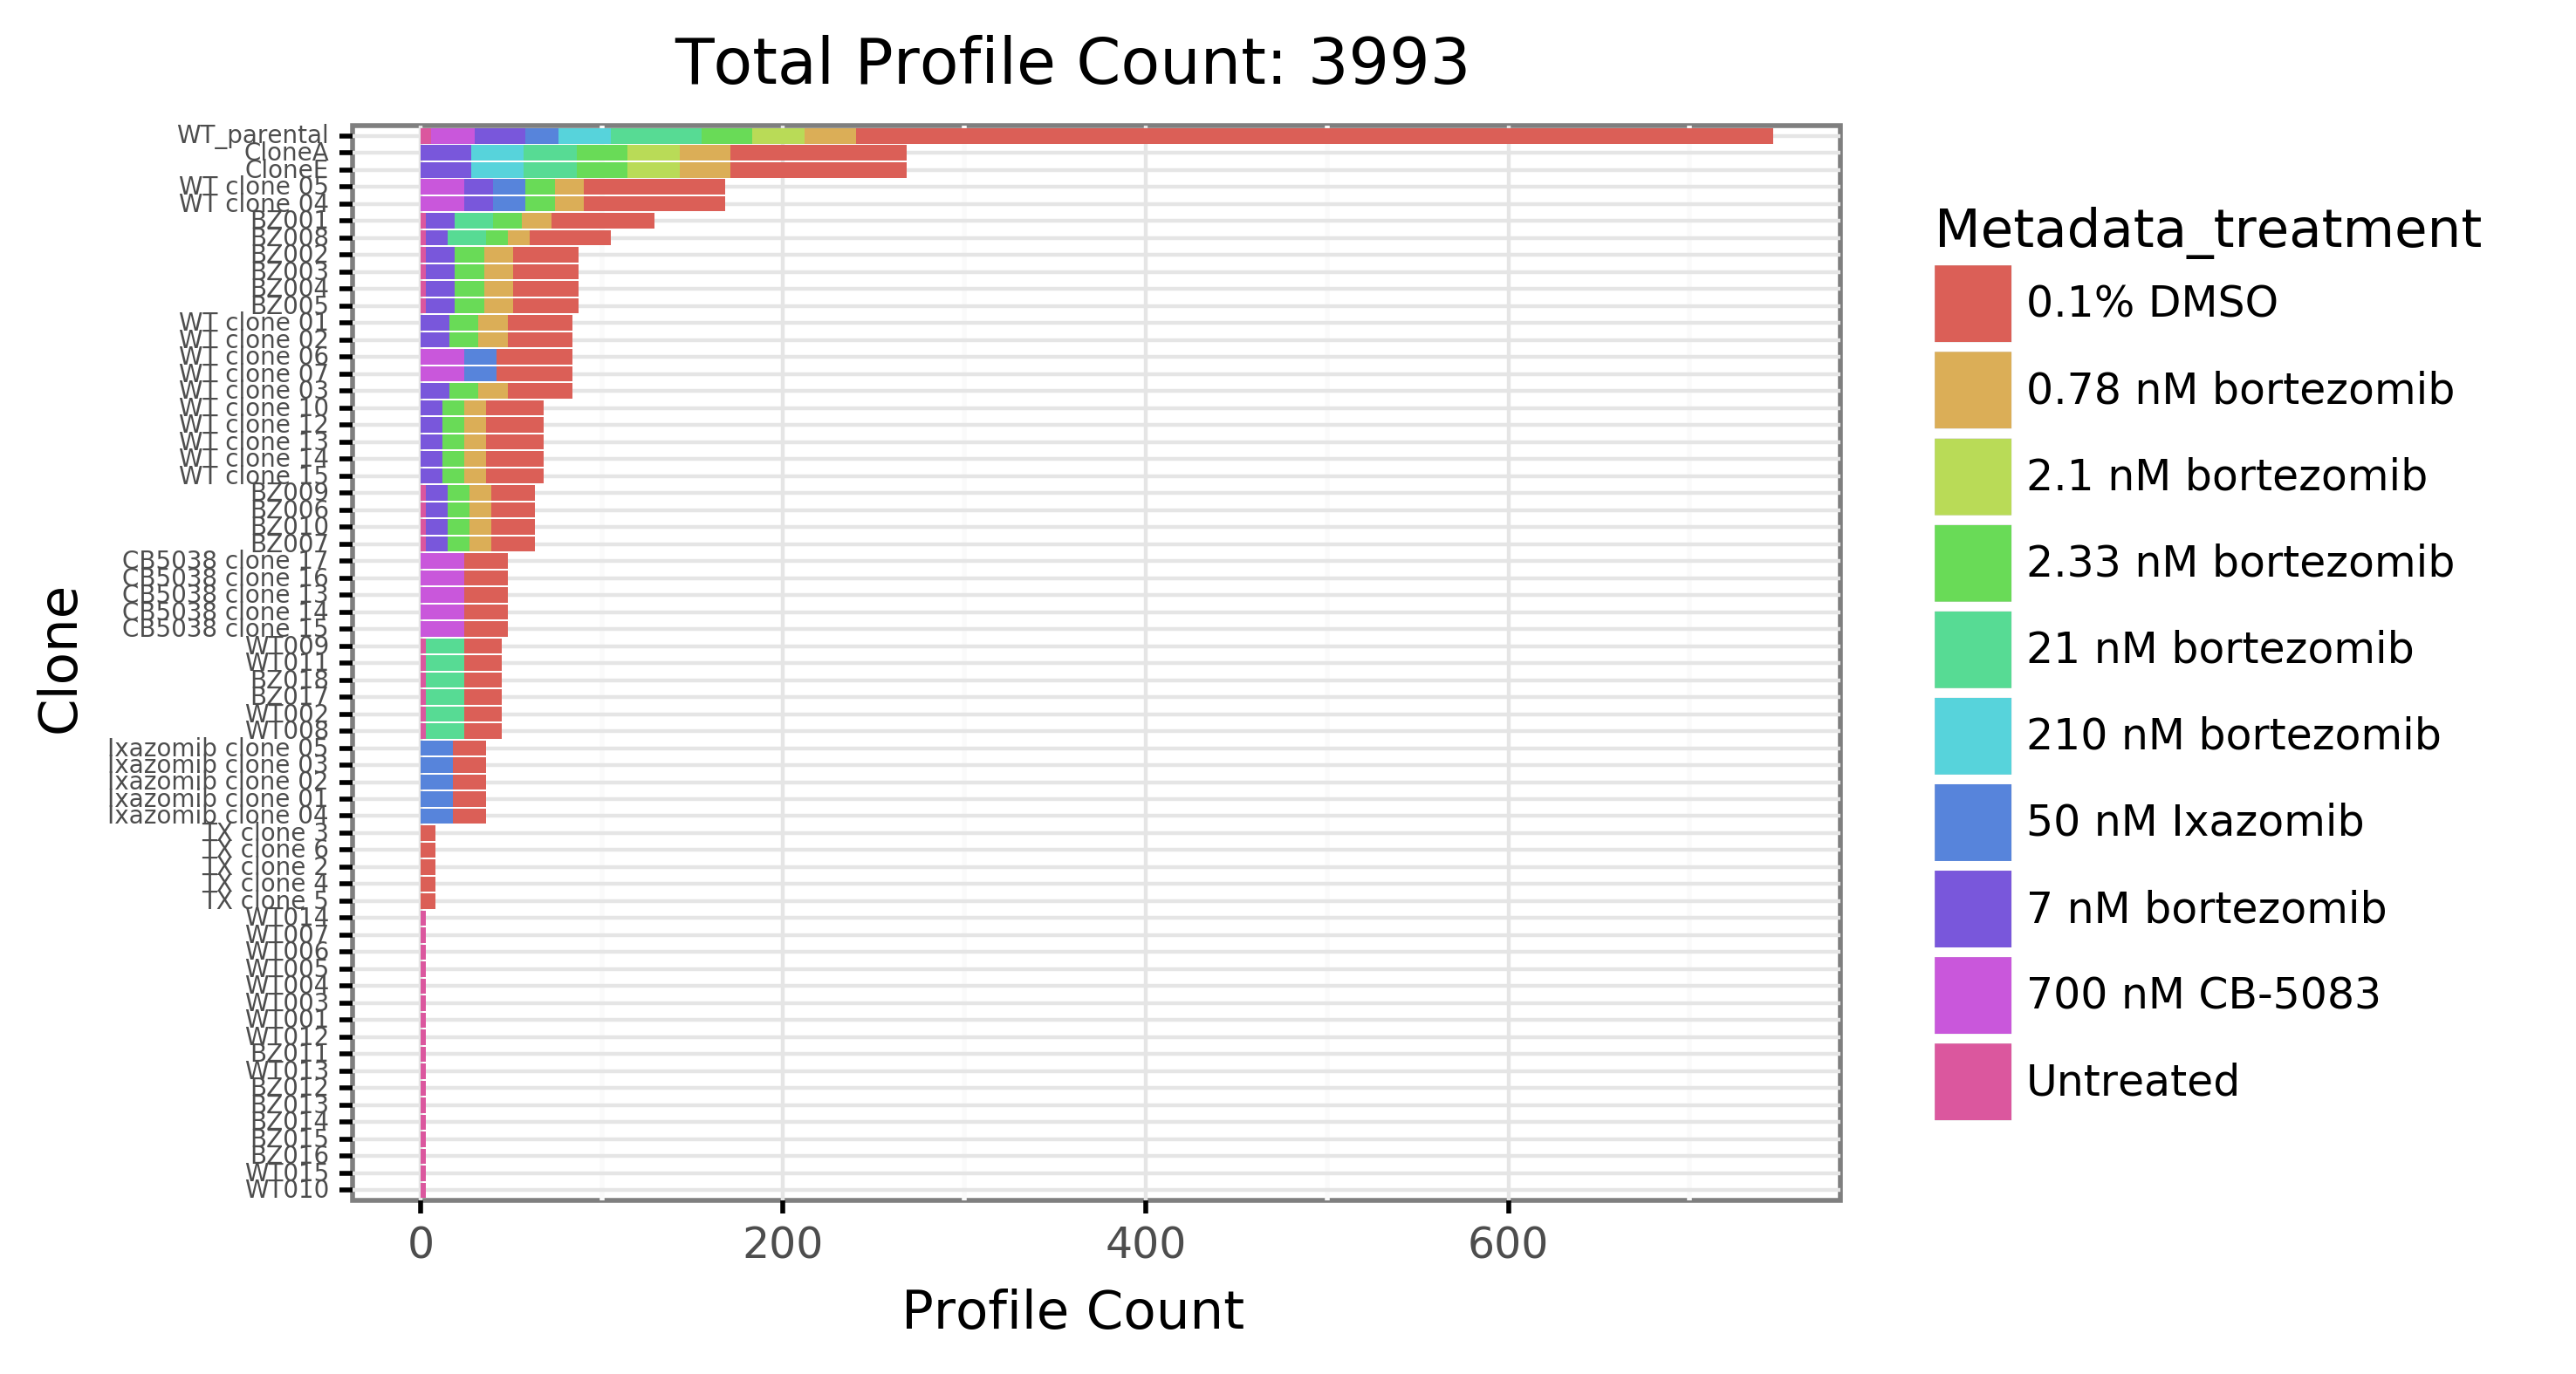 Total Profile Count: 3993
WT_parental
CloneA
CloneE
WT clone 05
WT clone 04
BZ001
BZ008
BZ002
BZ003
BZ004
BZ005
WT clone 01
WT clone 02
WT clone 06
WT clone 07
WT clone 03
WT clone 10
WT clone 12
WT clone 13
WT clone 14
WT clone 15
BZ009
BZ006
BZ010
BZ007
CB5038 clone 17
CB5038 clone 16
CB5038 clone 13
CB5038 clone 14
CB5038 clone 15
WT009
WT011
BZ018
BZ017
WT002
WT008
Ixazomib clone 05
Ixazomib clone 03
Ixazomib clone 02
Ixazomib clone 01
Ixazomib clone 04
TX clone 3
TX clone 6
TX clone 2
TX clone 4
TX clone 5
WT014
WT007
WT006
WT005
WT004
WT003
WT001
WT012
BZ011
WT013
BZ012
BZ013
BZ014
BZ015
BZ016
WT015
WT010
Clone
0 200 400 600
Profile Count
Metadata_treatment
0.1% DMSO
0.78 nM bortezomib
2.1 nM bortezomib
2.33 nM bortezomib
21 nM bortezomib
210 nM bortezomib
50 nM Ixazomib
7 nM bortezomib
700 nM CB-5083
Untreated